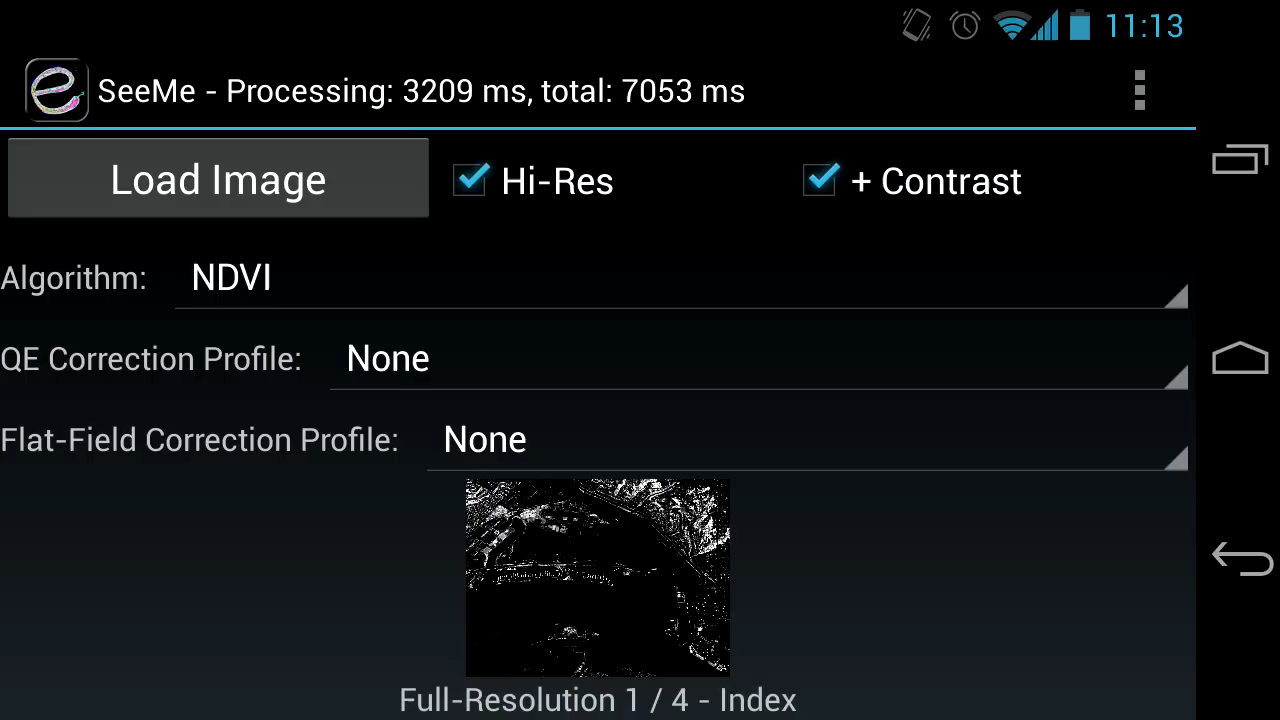 11:13
SeeMe - Processing: 3209 ms, total: 7053 ms
Load Image
Hi-Res
+ Contrast
Algorithm: NDVI
QE Correction Profile: None
Flat-Field Correction Profile: None
Full-Resolution 1 / 4 - Index